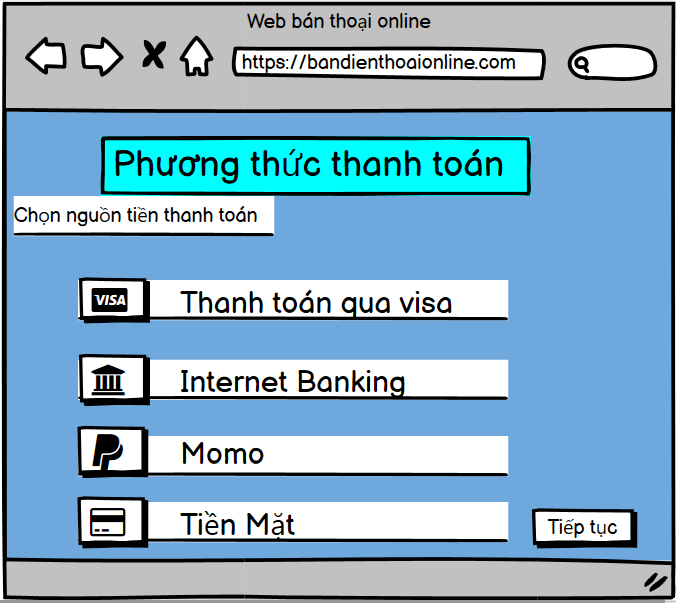 Web bán thoại online
https://bandienthoaionline.com
Phương thức thanh toán
Chọn nguồn tiền thanh toán
VISA
Thanh toán qua visa
Internet Banking
Momo
Tiền Mặt
Tiếp tục